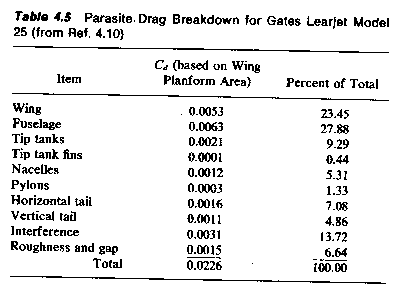 Table 4.5 Parasite Drag Breakdown for Gates Learjet Model
25 (from Ref. 4.10)
Item C_d (based on Wing Planform Area) Percent of Total
Wing 0.0053 23.45
Fuselage 0.0063 27.88
Tip tanks 0.0021 9.29
Tip tank fins 0.0001 0.44
Nacelles 0.0012 5.31
Pylons 0.0003 1.33
Horizontal tail 0.0016 7.08
Vertical tail 0.0011 4.86
Interference 0.0031 13.72
Roughness and gap 0.0015 6.64
Total 0.0226 100.00